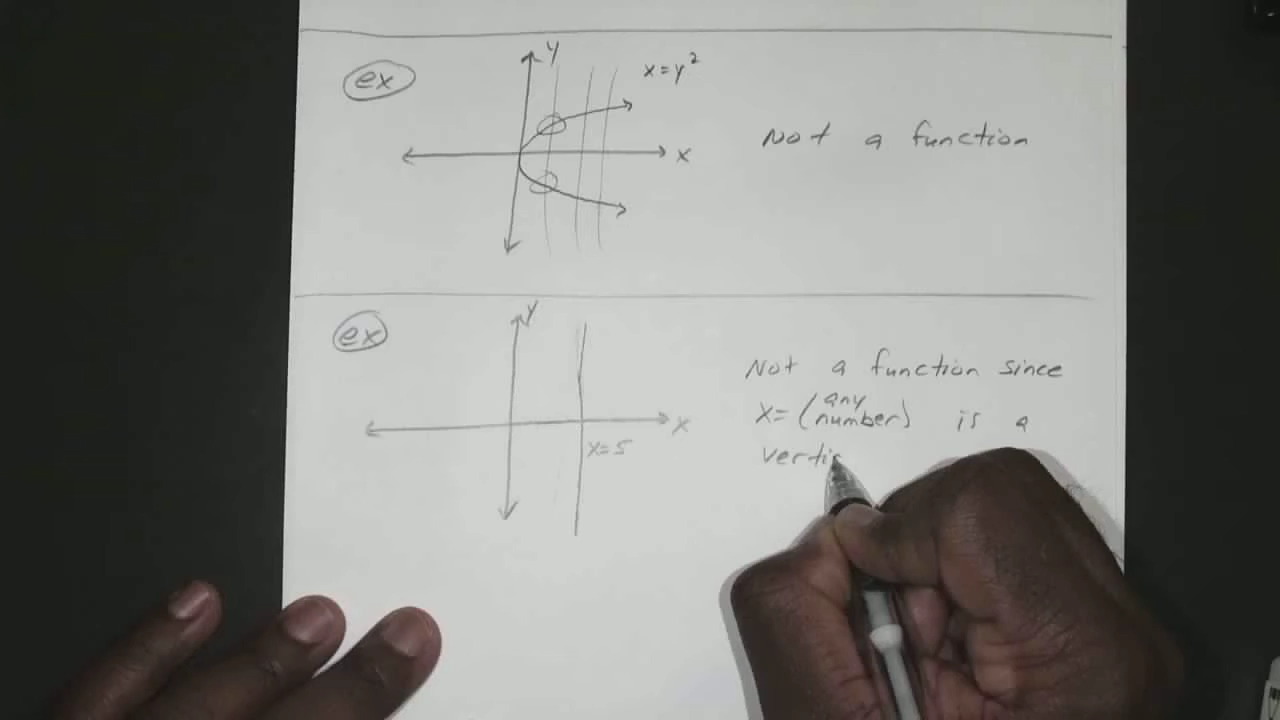 ex
y
x = y²
x
Not a function
ex
y
x
x=5
Not a function since
x= (any number) is a
verti